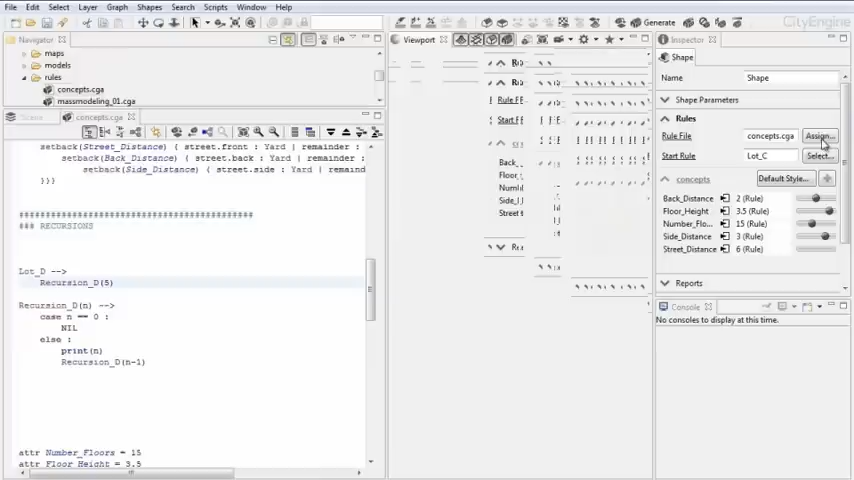 File Edit Select Layer Graph Shapes Search Scripts Window Help
CityEngine
Generate
Navigator
maps
models
rules
concepts.cga
massmodeling_01.cga
Scene
concepts.cga
setback(Street_Distance) { street.front : Yard | remainder :
setback(Back_Distance) { street.back : Yard | remainder
setback(Side_Distance) { street.side : Yard | remaind
}}}
############################################
### RECURSIONS
Lot_D -->
Recursion_D(5)
Recursion_D(n) -->
case n == 0 :
NIL
else :
print(n)
Recursion_D(n-1)
attr Number_Floors = 15
attr Floor_Height = 3.5
Viewport
Inspector
Shape
Name Shape
Shape Parameters
Rules
Rule File concepts.cga Assign...
Start Rule Lot_C Select...
concepts Default Style...
Back_Distance 2 (Rule)
Floor_Height 3.5 (Rule)
Number_Flo... 15 (Rule)
Side_Distance 3 (Rule)
Street_Distance 6 (Rule)
Reports
Console
No consoles to display at this time.